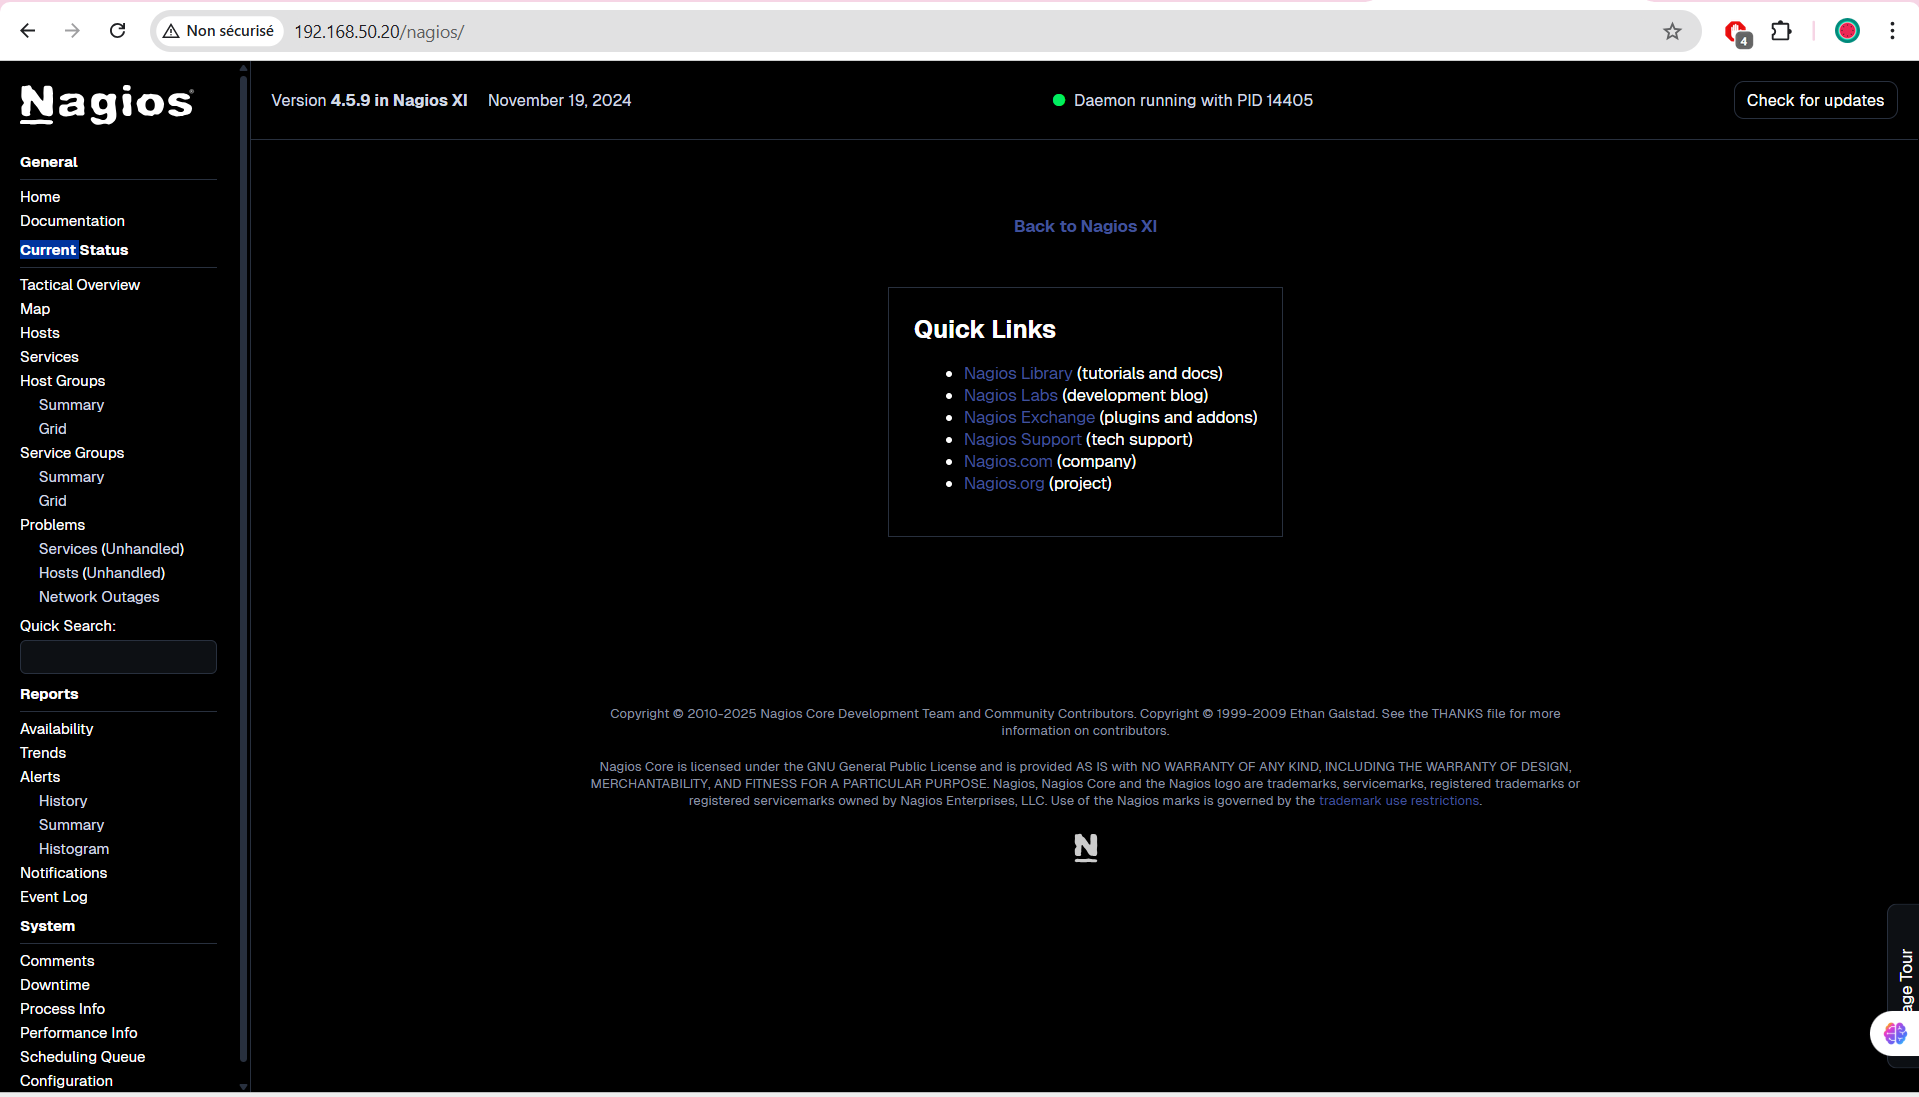 Non sécurisé
192.168.50.20/nagios/
4
Nagios®
General
Home
Documentation
Current Status
Tactical Overview
Map
Hosts
Services
Host Groups
Summary
Grid
Service Groups
Summary
Grid
Problems
Services (Unhandled)
Hosts (Unhandled)
Network Outages
Quick Search:
Reports
Availability
Trends
Alerts
History
Summary
Histogram
Notifications
Event Log
System
Comments
Downtime
Process Info
Performance Info
Scheduling Queue
Configuration
Version 4.5.9 in Nagios XI November 19, 2024
Daemon running with PID 14405
Check for updates
Back to Nagios XI
Quick Links
Nagios Library (tutorials and docs)
Nagios Labs (development blog)
Nagios Exchange (plugins and addons)
Nagios Support (tech support)
Nagios.com (company)
Nagios.org (project)
Copyright © 2010-2025 Nagios Core Development Team and Community Contributors. Copyright © 1999-2009 Ethan Galstad. See the THANKS file for more
information on contributors.
Nagios Core is licensed under the GNU General Public License and is provided AS IS with NO WARRANTY OF ANY KIND, INCLUDING THE WARRANTY OF DESIGN,
MERCHANTABILITY, AND FITNESS FOR A PARTICULAR PURPOSE. Nagios, Nagios Core and the Nagios logo are trademarks, servicemarks, registered trademarks or
registered servicemarks owned by Nagios Enterprises, LLC. Use of the Nagios marks is governed by the trademark use restrictions.
N
age Tour